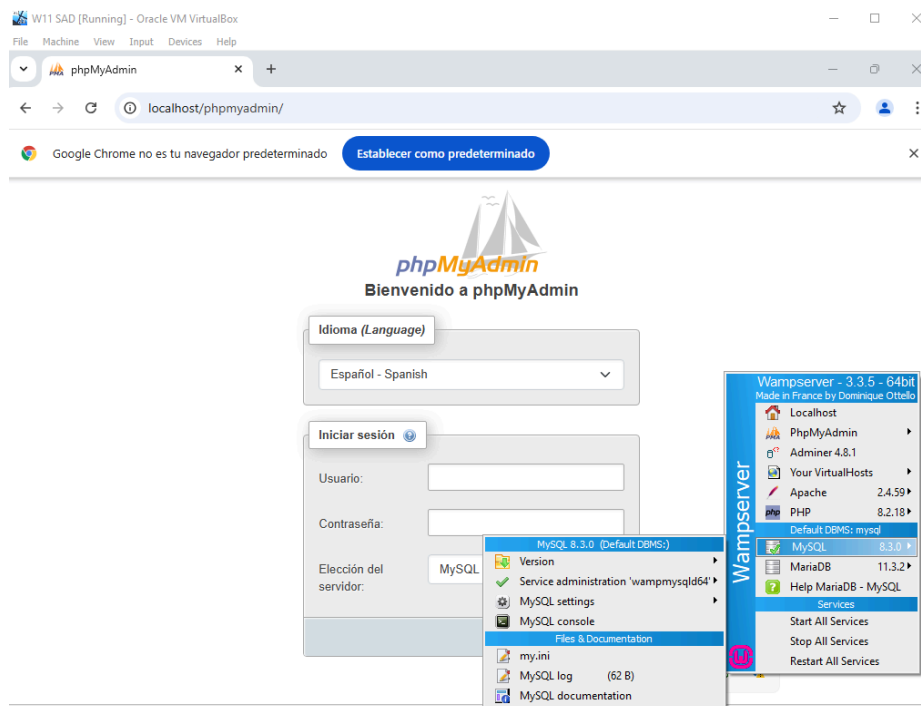 W11 SAD [Running] - Oracle VM VirtualBox
File Machine View Input Devices Help
phpMyAdmin
localhost/phpmyadmin/
Google Chrome no es tu navegador predeterminado
Establecer como predeterminado
phpMyAdmin
Bienvenido a phpMyAdmin
Idioma (Language)
Español - Spanish
Iniciar sesión
Usuario:
Contraseña:
Elección del
servidor:
MySQL
MySQL 8.3.0 (Default DBMS:)
Version
Service administration 'wampmysqld64'
MySQL settings
MySQL console
Files & Documentation
my.ini
MySQL log (62 B)
MySQL documentation
Wampserver
Wampserver - 3.3.5 - 64bit
Made in France by Dominique Ottello
Localhost
PhpMyAdmin
Adminer 4.8.1
Your VirtualHosts
Apache 2.4.59
php PHP 8.2.18
Default DBMS: mysql
MySQL 8.3.0
MariaDB 11.3.2
Help MariaDB - MySQL
Services
Start All Services
Stop All Services
Restart All Services